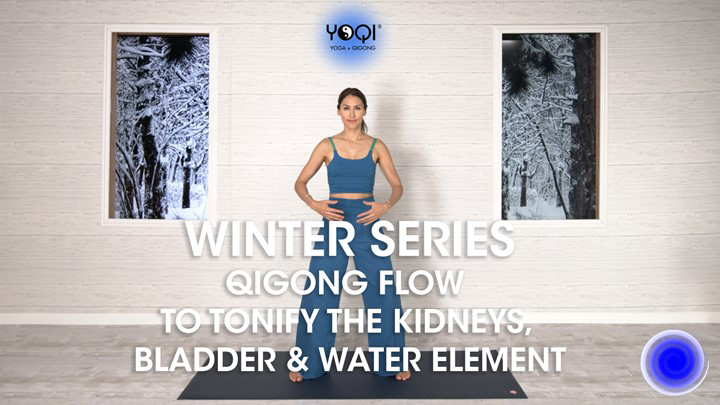 YOQI®
YOGA + QIGONG
WINTER SERIES
QIGONG FLOW
TO TONIFY THE KIDNEYS,
BLADDER & WATER ELEMENT